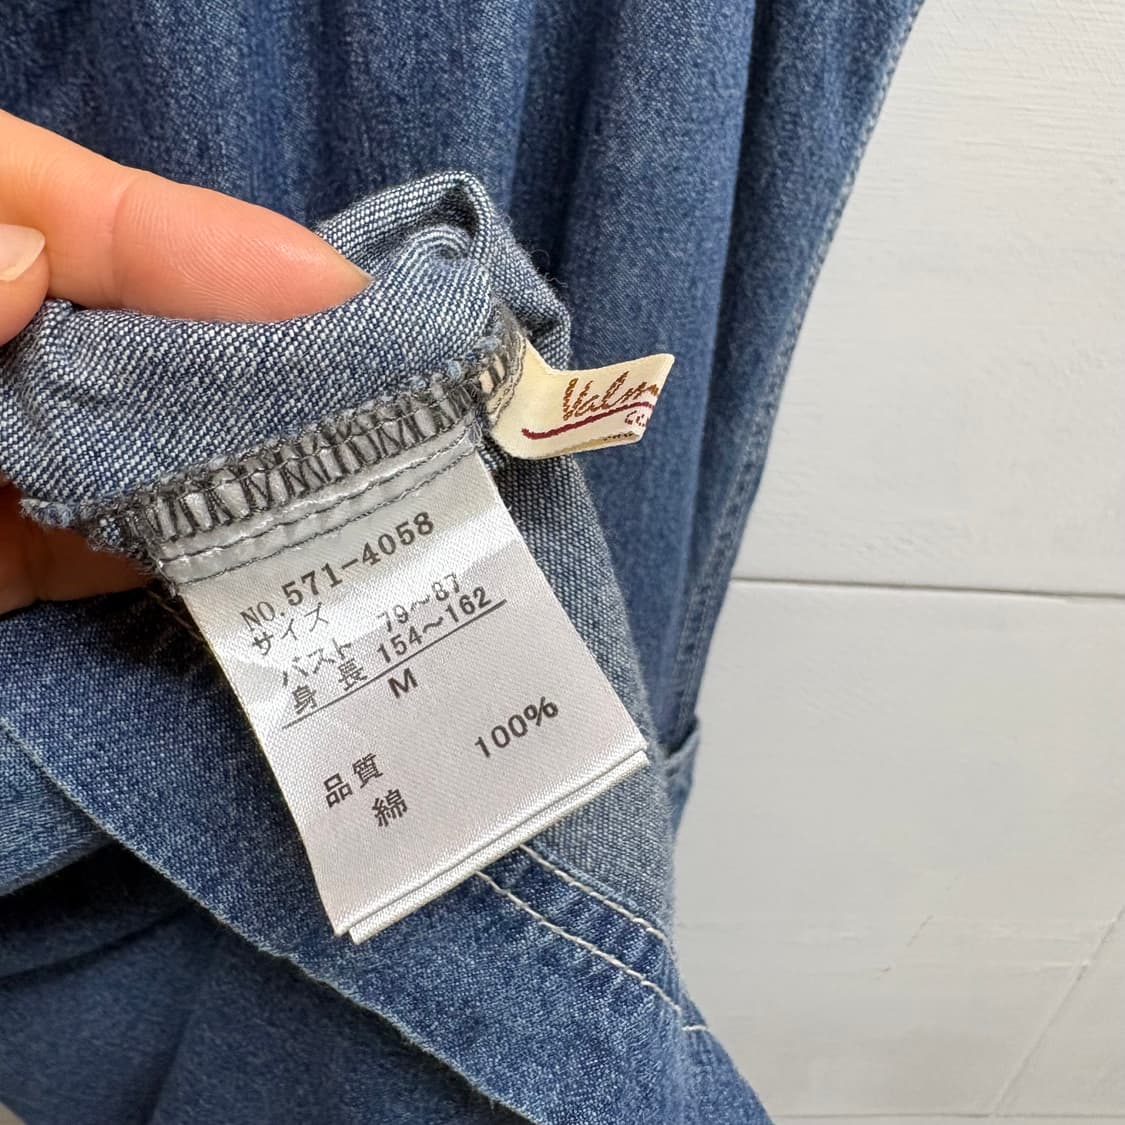 NO.571-4058
サイズ
バスト 79～87
身長 154～162
M
品質
綿 100%